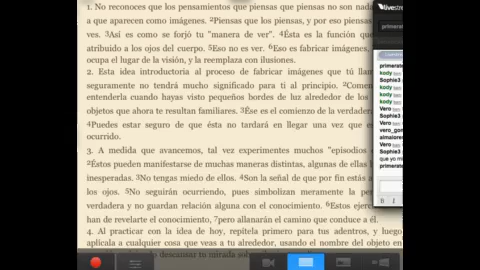 1. No reconoces que los pensamientos que piensas que piensas no son nada
a que aparecen como imágenes. ²Piensas que los piensas, y por eso piensas
ves. ³Así es como se forjó tu "manera de ver". ⁴Ésta es la función que
atribuido a los ojos del cuerpo. ⁵Eso no es ver. ⁶Eso es fabricar imágenes.
ocupa el lugar de la visión, y la reemplaza con ilusiones.
2. Esta idea introductoria al proceso de fabricar imágenes que tú
seguramente no tendrá mucho significado para ti al principio.
entenderla cuando hayas visto pequeños bordes de luz alrededor de los
objetos que ahora te resultan familiares. ³Ése es el comienzo de la
⁴Puedes estar seguro de que ésta no tardará en llegar una vez que
ocurrido.
3. A medida que avancemos, tal vez experimentes muchos "episodios
²Éstos pueden manifestarse de muchas maneras distintas, algunas de ellas
inesperadas. ³No tengas miedo de ellos. ⁴Son la señal de que por fin estás
los ojos. ⁵No seguirán ocurriendo, pues simbolizan meramente la
verdadera y no guardan relación alguna con el conocimiento. ⁶Estos
han de revelarte el conocimiento, ⁷pero allanarán el camino que conduce a él.
4. Al practicar con la idea de hoy, repítela primero para tus adentros, y luego
aplícala a cualquier cosa que veas a tu alrededor, usando el nombre del objeto en
descansar tu mirada
livestre
primerat
primerat
kody
Sophie3
kody
kody
kody
Vero
Sophie3
Vero
vero_gon
almalore
Vero
Sophie3
que yo m
primerat
B I